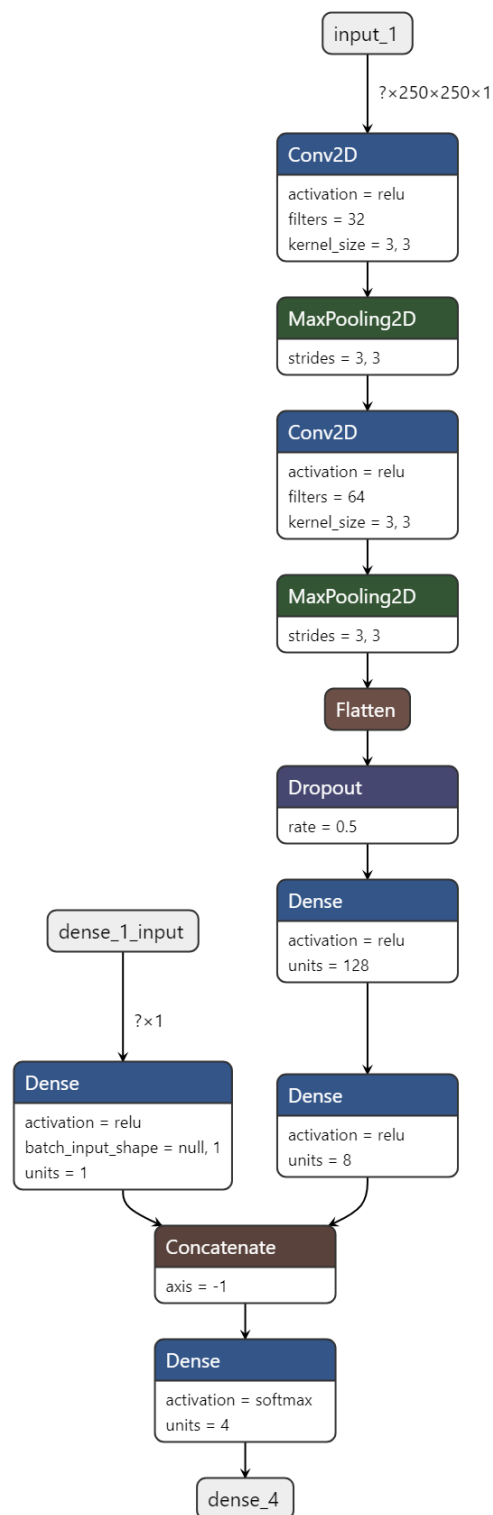 input_1
?×250×250×1
Conv2D
activation = relu
filters = 32
kernel_size = 3, 3
MaxPooling2D
strides = 3, 3
Conv2D
activation = relu
filters = 64
kernel_size = 3, 3
MaxPooling2D
strides = 3, 3
Flatten
Dropout
rate = 0.5
Dense
activation = relu
units = 128
dense_1_input
?×1
Dense
activation = relu
batch_input_shape = null, 1
units = 1
Dense
activation = relu
units = 8
Concatenate
axis = -1
Dense
activation = softmax
units = 4
dense_4